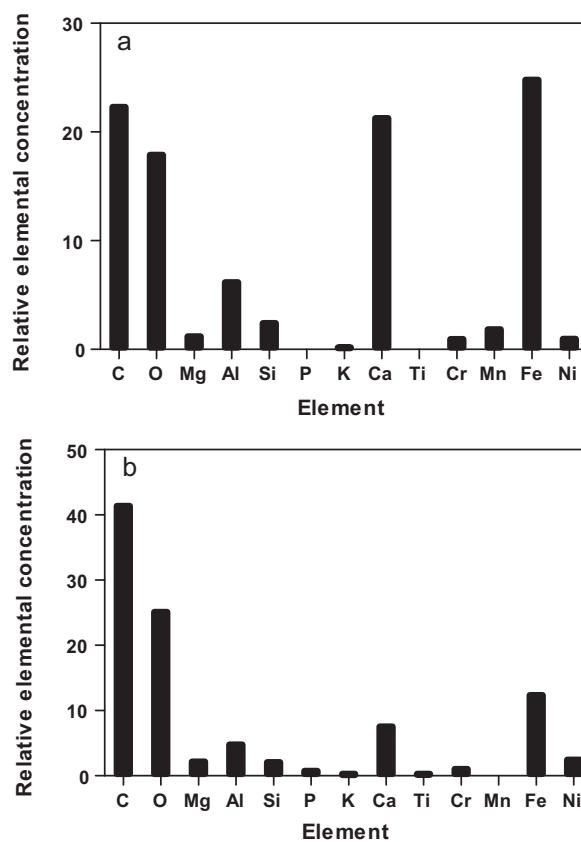 a
Relative elemental concentration
30
20
10
0
C O Mg Al Si P K Ca Ti Cr Mn Fe Ni
Element
b
Relative elemental concentration
50
40
30
20
10
0
C O Mg Al Si P K Ca Ti Cr Mn Fe Ni
Element